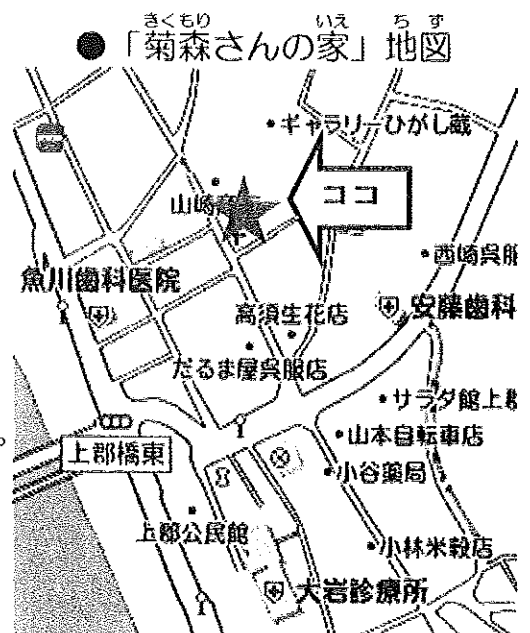 きくもり いえ ちず
●「菊森さんの家」地図
・ギャラリーひがし蔵
ココ
山崎
・西崎呉服
魚川歯科医院
安藤歯科
高須生花店
だるま屋呉服店
・サラダ館上郡
・山本自転車店
上郡橋東
・小谷薬局
上郡公民館
・小林米穀店
大岩診療所